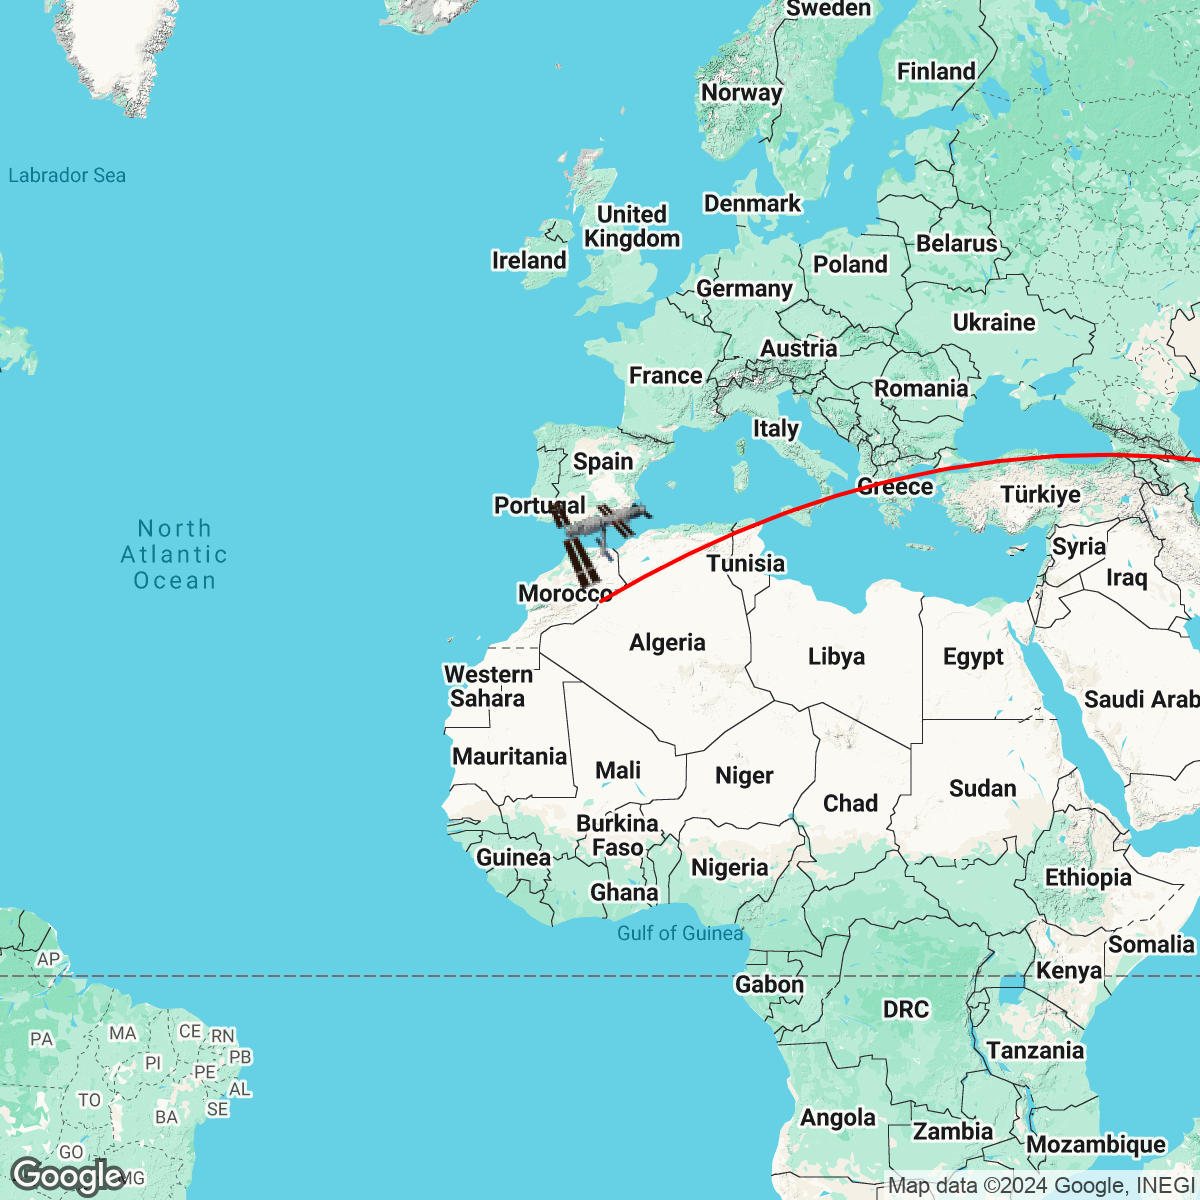 Sweden
Finland
Norway
Labrador Sea
Denmark
United
Kingdom
Belarus
Ireland
Poland
Germany
Ukraine
Austria
France
Romania
Italy
Spain
Portugal
Greece
Türkiye
North
Atlantic
Ocean
Syria
Tunisia
Iraq
Morocco
Algeria
Libya
Egypt
Western
Sahara
Saudi Arab
Mauritania
Mali
Niger
Sudan
Chad
Burkina
Faso
Guinea
Nigeria
Ethiopia
Ghana
Gulf of Guinea
Somalia
AP
Kenya
Gabon
DRC
PA
MA
CE
RN
PB
PI
PE
Tanzania
AL
TO
SE
BA
Angola
Zambia
Mozambique
GO
MG
Google
Map data ©2024 Google, INEGI